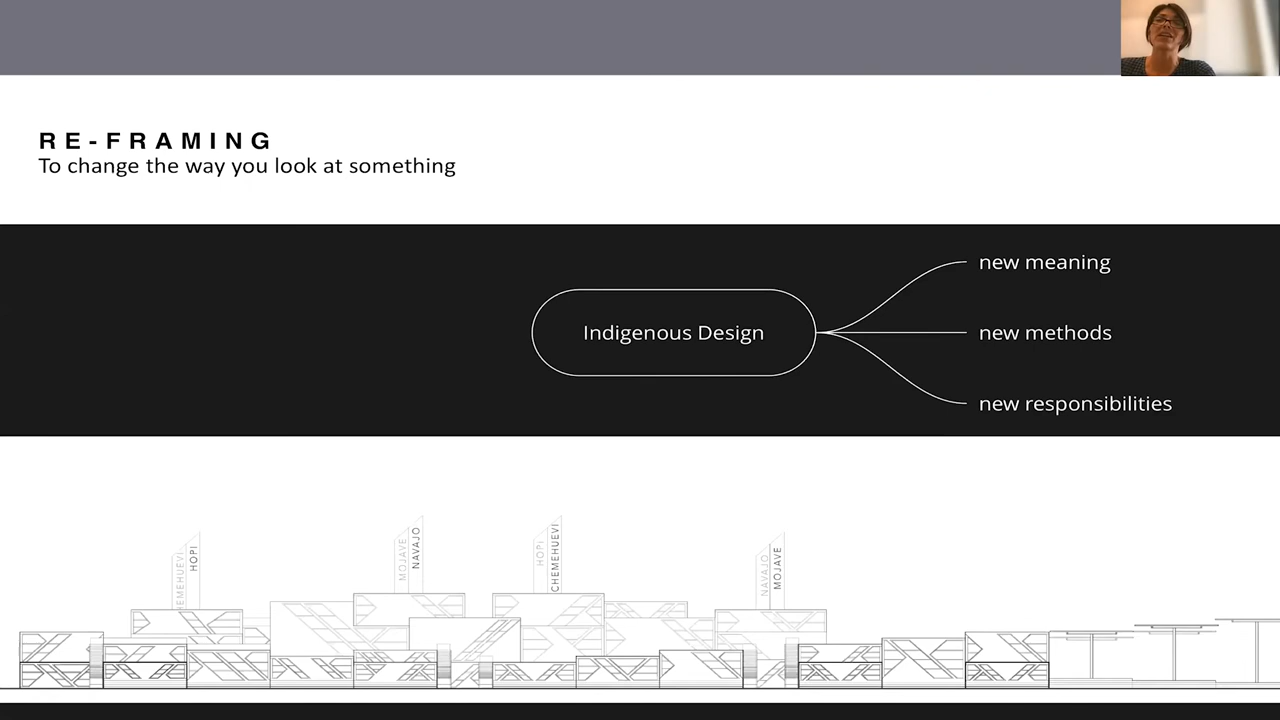 RE-FRAMING
To change the way you look at something
new meaning
Indigenous Design
new methods
new responsibilities
HOPI
MOJAVE
NAVAJO
HOPI
CHEMEHUEVI
NAVAJO
MOJAVE